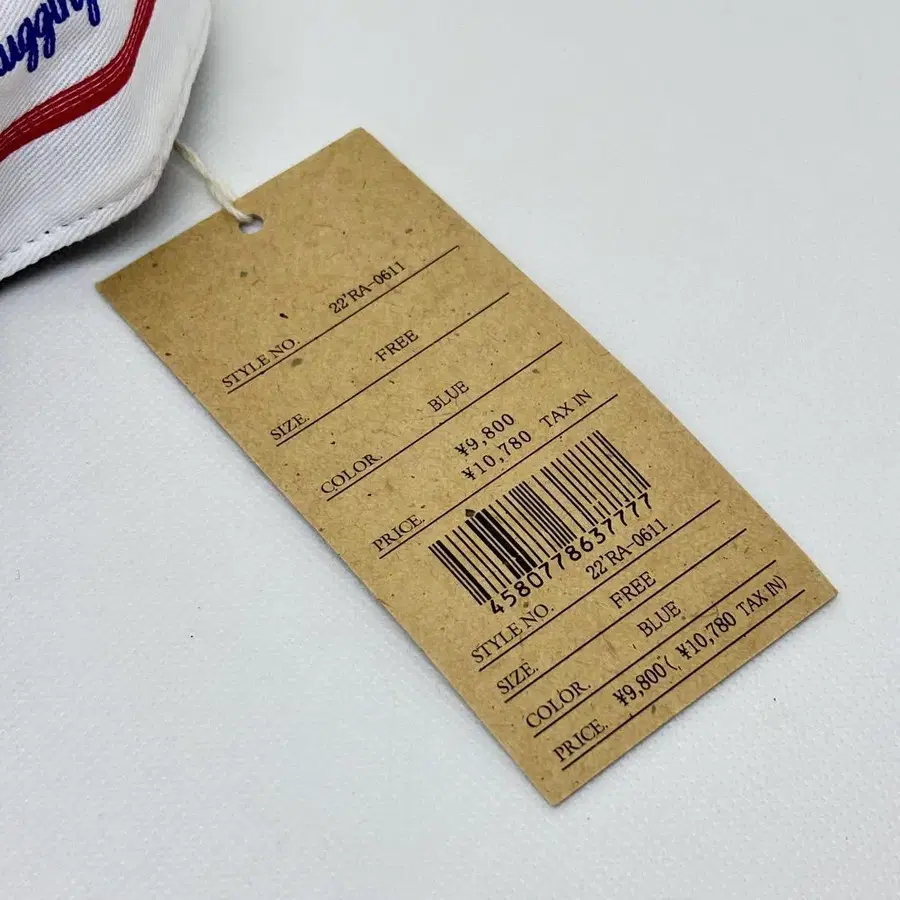 STYLE NO. 22'RA-0611
SIZE. FREE
COLOR. BLUE
¥9,800
PRICE. ¥10,780 TAX IN
4580778637777
STYLE NO. 22'RA-0611
SIZE. FREE
COLOR. BLUE
PRICE. ¥9,800( ¥10,780 TAX IN)